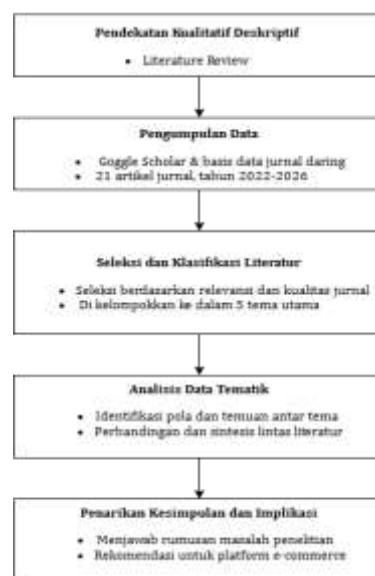 Pendekatan Kualitatif Deskriptif
• Literature Review
Pengumpulan Data
• Goggle Scholar & basis data jurnal daring
• 21 artikel jurnal, tahun 2022-2026
Seleksi dan Klasifikasi Literatur
• Seleksi berdasarkan relevansi dan kualitas jurnal
• Di kelompokkan ke dalam 5 tema utama
Analisis Data Tematik
• Identifikasi pola dan temuan antar tema
• Perbandingan dan sintesis lintas literatur
Penarikan Kesimpulan dan Implikasi
• Menjawab rumusan masalah penelitian
• Rekomendasi untuk platform e-commerce